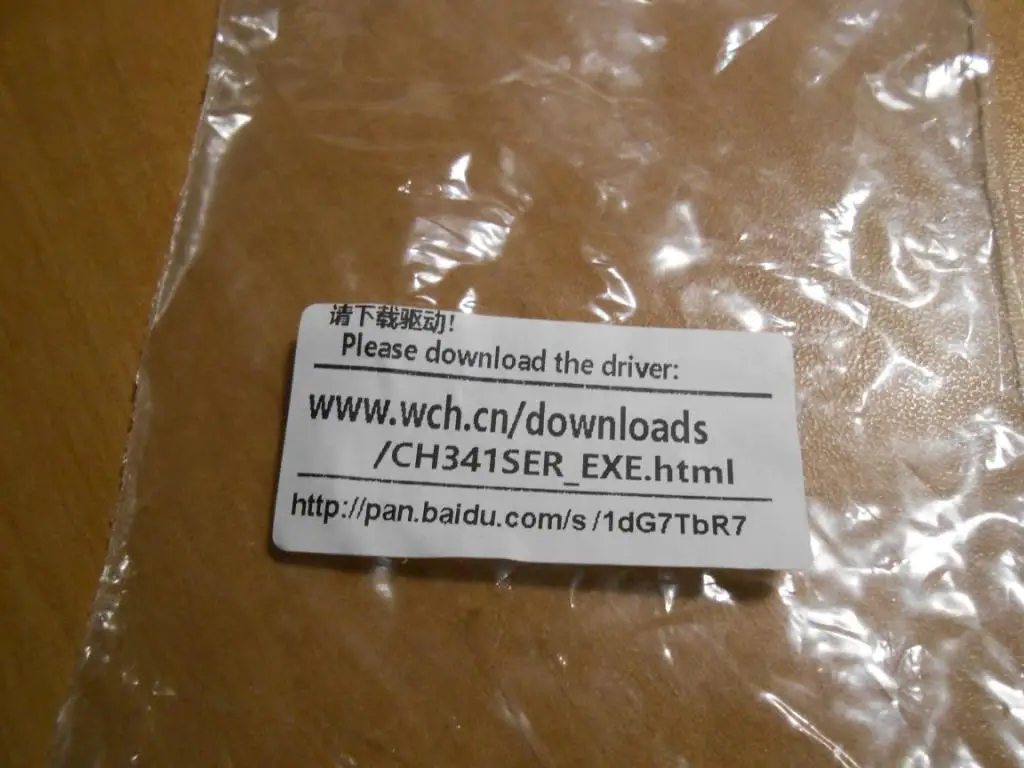 请下载驱动!
Please download the driver:
www.wch.cn/downloads
/CH341SER_EXE.html
http://pan.baidu.com/s /1dG7TbR7